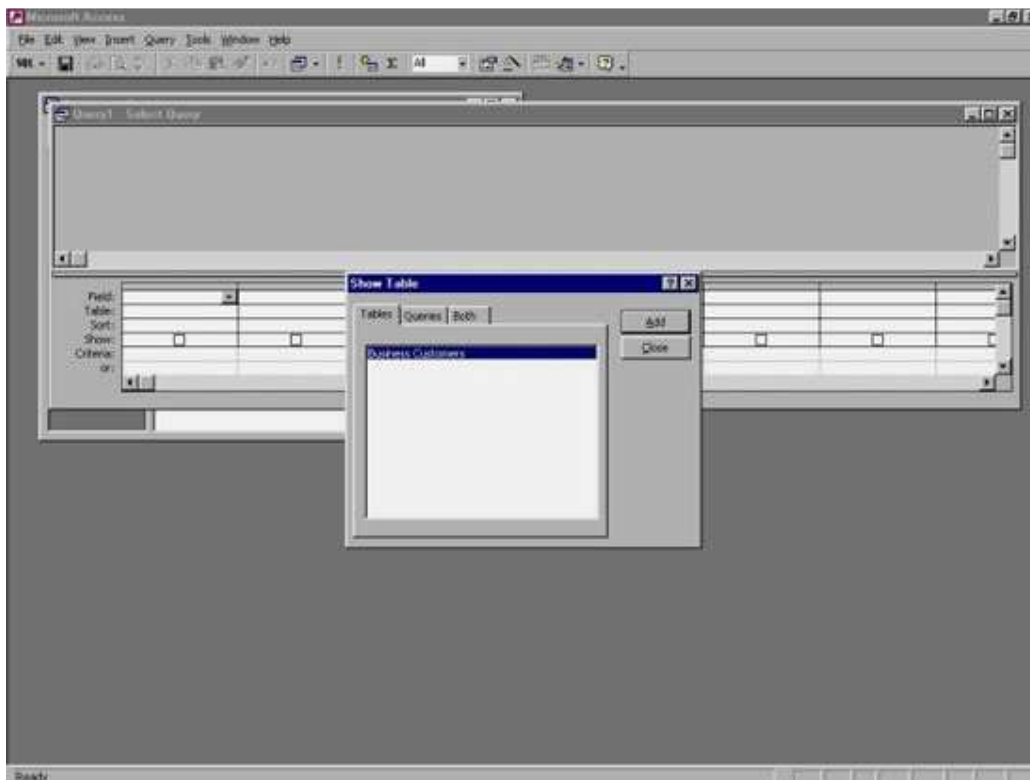 Microsoft Access
File Edit View Insert Query Tools Window Help
SQL All
Query1 Select Query
Field:
Table:
Sort:
Show:
Criteria:
or:
Show Table
Tables Queries Both
Business Customers
Add
Close
Ready